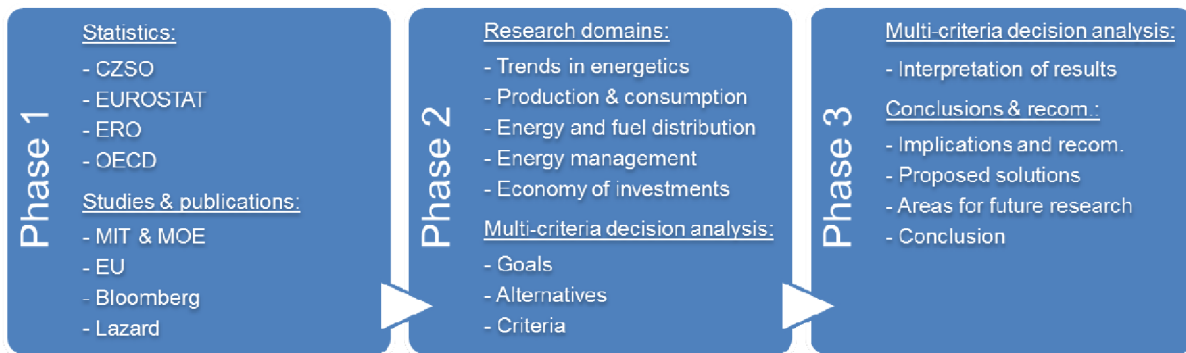 Phase 1
Statistics:
- CZSO
- EUROSTAT
- ERO
- OECD
Studies & publications:
- MIT & MOE
- EU
- Bloomberg
- Lazard
Phase 2
Research domains:
- Trends in energetics
- Production & consumption
- Energy and fuel distribution
- Energy management
- Economy of investments
Multi-criteria decision analysis:
- Goals
- Alternatives
- Criteria
Phase 3
Multi-criteria decision analysis:
- Interpretation of results
Conclusions & recom.:
- Implications and recom.
- Proposed solutions
- Areas for future research
- Conclusion